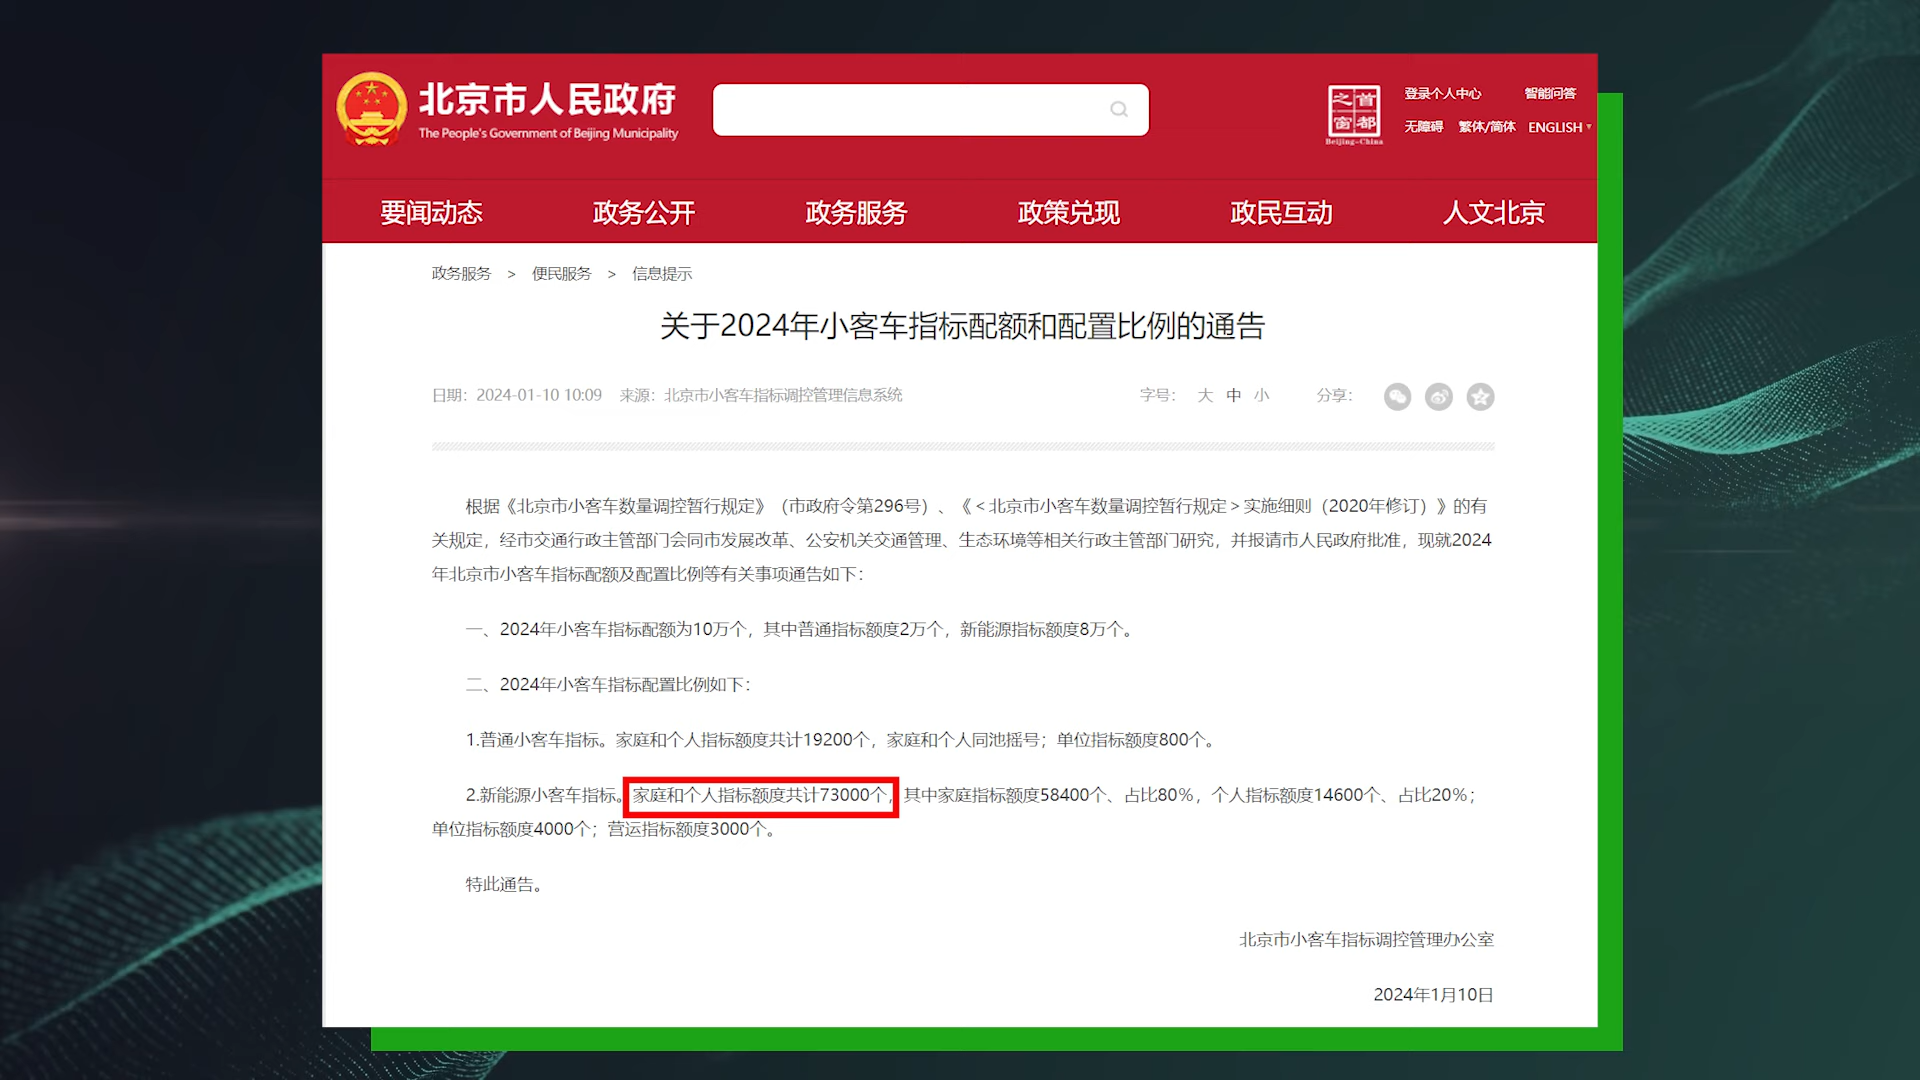 北京市人民政府
The People's Government of Beijing Municipality
首都之窗
Beijing-China
登录个人中心 智能问答
无障碍 繁体/简体 ENGLISH
要闻动态 政务公开 政务服务 政策兑现 政民互动 人文北京
政务服务 > 便民服务 > 信息提示
关于2024年小客车指标配额和配置比例的通告
日期：2024-01-10 10:09 来源：北京市小客车指标调控管理信息系统 字号： 大 中 小 分享：
根据《北京市小客车数量调控暂行规定》（市政府令第296号）、《＜北京市小客车数量调控暂行规定＞实施细则（2020年修订）》的有
关规定，经市交通行政主管部门会同市发展改革、公安机关交通管理、生态环境等相关行政主管部门研究，并报请市人民政府批准，现就2024
年北京市小客车指标配额及配置比例等有关事项通告如下：
一、2024年小客车指标配额为10万个，其中普通指标额度2万个，新能源指标额度8万个。
二、2024年小客车指标配置比例如下：
1.普通小客车指标。家庭和个人指标额度共计19200个，家庭和个人同池摇号；单位指标额度800个。
2.新能源小客车指标。家庭和个人指标额度共计73000个，其中家庭指标额度58400个、占比80%，个人指标额度14600个、占比20%；
单位指标额度4000个；营运指标额度3000个。
特此通告。
北京市小客车指标调控管理办公室
2024年1月10日